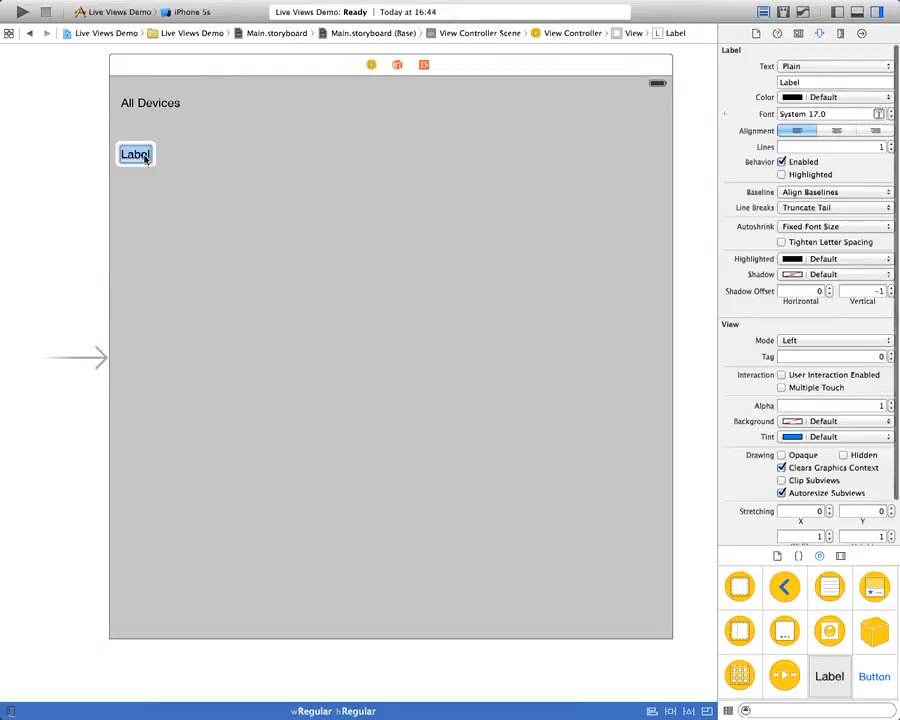 Live Views Demo
iPhone 5s
Live Views Demo: Ready
Today at 16:44
Live Views Demo
Live Views Demo
Main.storyboard
Main.storyboard (Base)
View Controller Scene
View Controller
View
L Label
All Devices
Label
Label
Text Plain
Label
Color Default
Font System 17.0
Alignment
Lines 1
Behavior Enabled
Highlighted
Baseline Align Baselines
Line Breaks Truncate Tail
Autoshrink Fixed Font Size
Tighten Letter Spacing
Highlighted Default
Shadow Default
Shadow Offset 0 -1
Horizontal Vertical
View
Mode Left
Tag 0
Interaction User Interaction Enabled
Multiple Touch
Alpha 1
Background Default
Tint Default
Drawing Opaque Hidden
Clears Graphics Context
Clip Subviews
Autoresize Subviews
Stretching 0 0
X Y
1 1
Label Button
wRegular hRegular